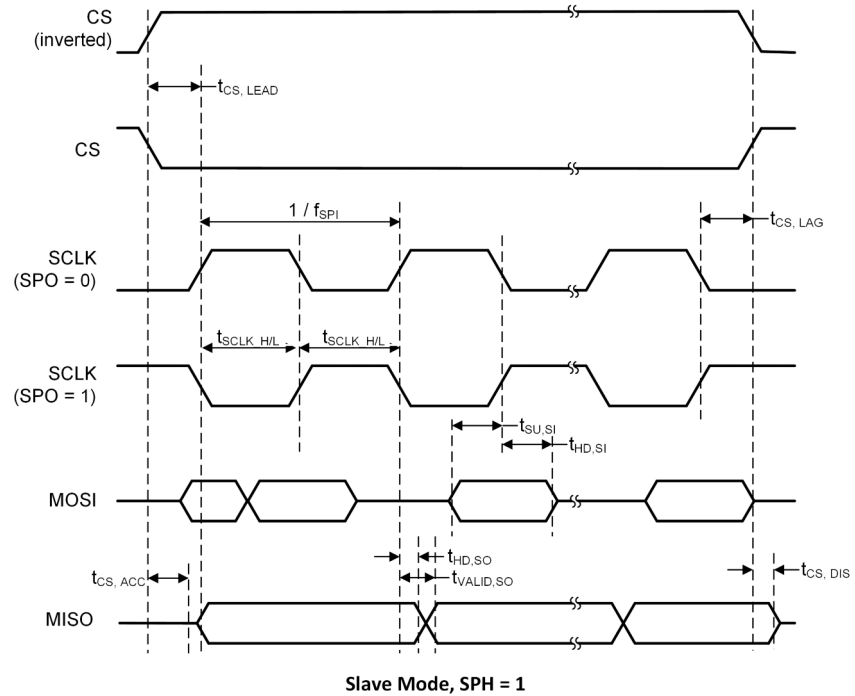 CS
(inverted)
tCS, LEAD
CS
1 / fSPI
tCS, LAG
SCLK
(SPO = 0)
tSCLK_H/L
tSCLK_H/L
SCLK
(SPO = 1)
tSU,SI
tHD,SI
MOSI
tHD,SO
tVALID,SO
tCS, ACC
tCS, DIS
MISO
Slave Mode, SPH = 1